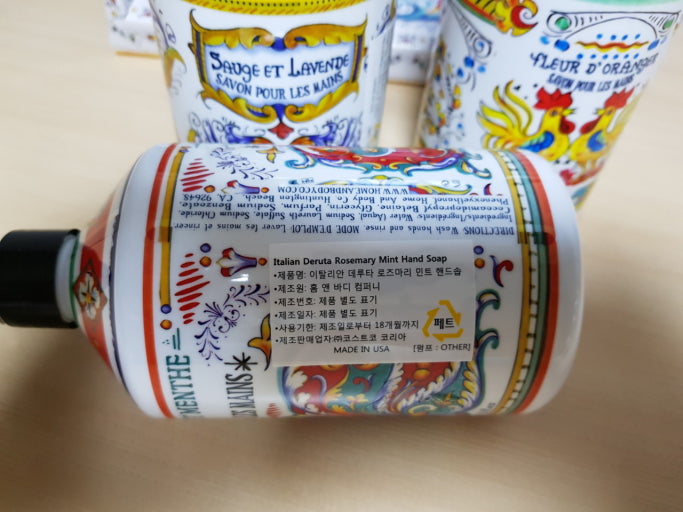 SAUGE ET LAVENDE
SAVON POUR LES MAINS
FLEUR D'ORANGER
SAVON POUR LES MAINS
DIRECTIONS Wash hands and rinse MODE D'EMPLOI Laver les mains et rincer
Ingredients/Ingrédients: Water (Aqua), Sodium Laureth Sulfate, Sodium Chloride,
Cocamidopropyl Betaine, Glycerin, Parfum, Sodium Benzoate,
Phenoxyethanol Home And Body Co Huntington Beach, CA 92648
WWW.HOMEANDBODYCO.COM
Italian Deruta Rosemary Mint Hand Soap
•제품명: 이탈리안 데루타 로즈마리 민트 핸드솝
•제조원: 홈 앤 바디 컴퍼니
•제조번호: 제품 별도 표기
•제조일자: 제품 별도 표기
•사용기한: 제조일로부터 18개월까지
•제조판매업자:㈜코스트코 코리아
MADE IN USA [펌프 : OTHER]
페트
MENTHE
MAINS